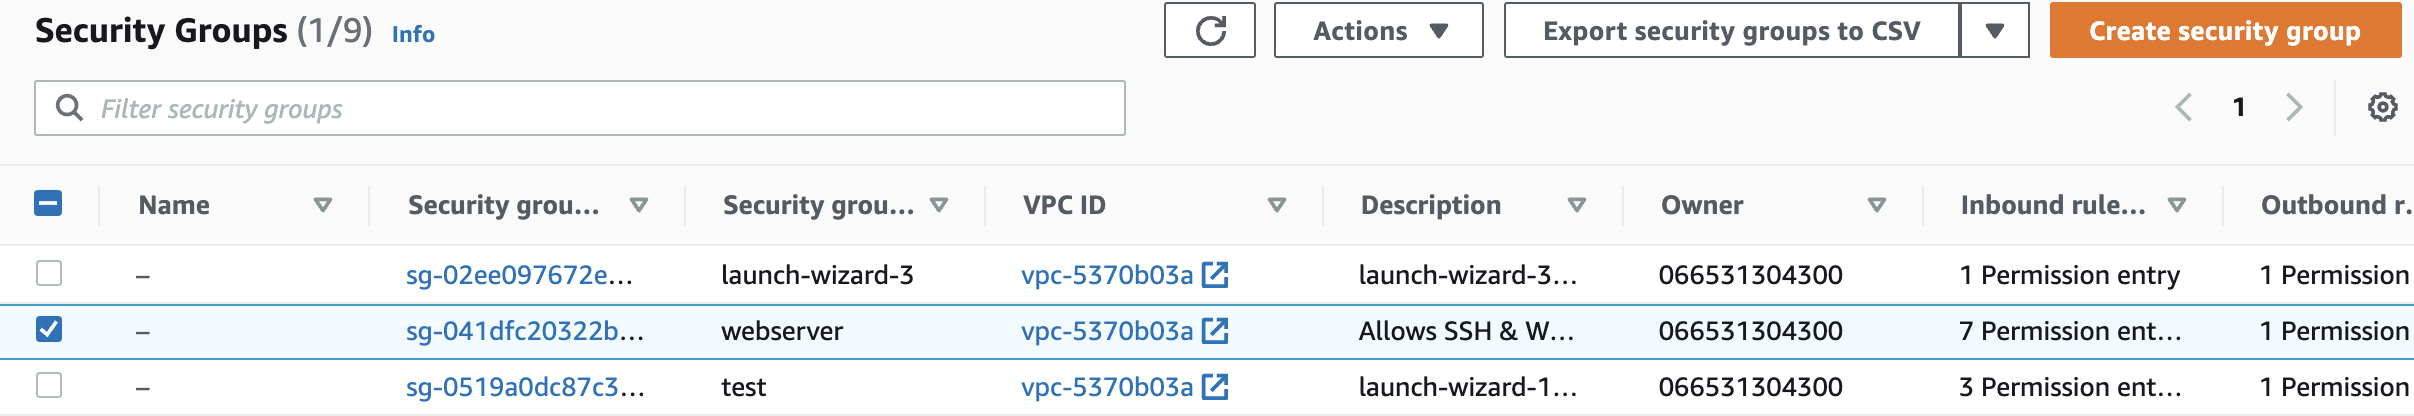 Security Groups (1/9) Info Actions Export security groups to CSV Create security group
Filter security groups 1
Name Security grou... Security grou... VPC ID Description Owner Inbound rule... Outbound r.
– sg-02ee097672e... launch-wizard-3 vpc-5370b03a launch-wizard-3... 066531304300 1 Permission entry 1 Permission
– sg-041dfc20322b... webserver vpc-5370b03a Allows SSH & W... 066531304300 7 Permission ent... 1 Permission
– sg-0519a0dc87c3... test vpc-5370b03a launch-wizard-1... 066531304300 3 Permission ent... 1 Permission